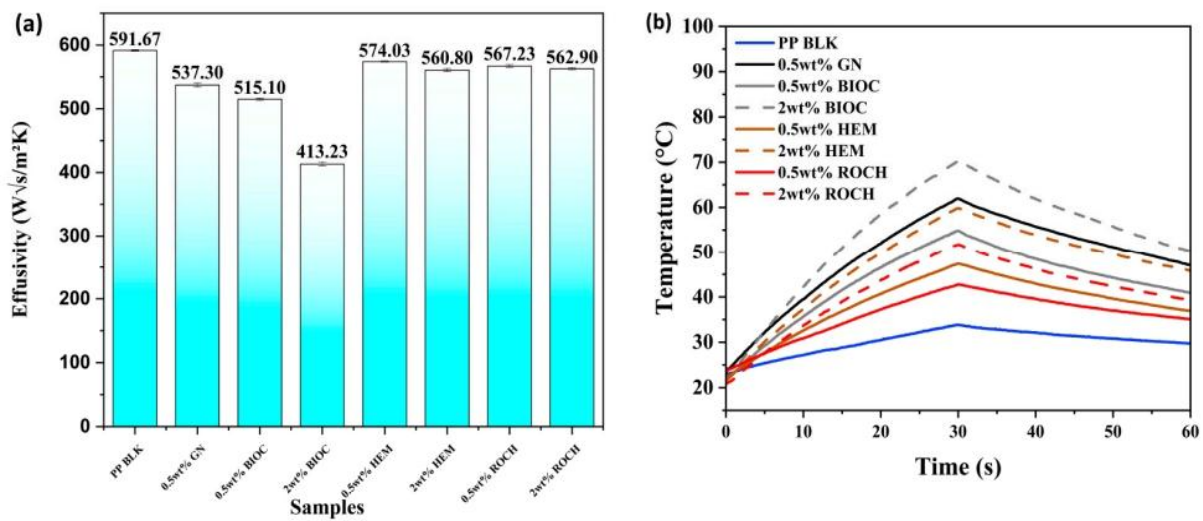 (a)
591.67
537.30
515.10
413.23
574.03
560.80
567.23
562.90
600
500
400
300
200
100
0
Effusivity (W√s/m²K)
PP BLK
0.5wt% GN
0.5wt% BIOC
2wt% BIOC
0.5wt% HEM
2wt% HEM
0.5wt% ROCH
2wt% ROCH
Samples
(b)
100
90
80
70
60
50
40
30
20
Temperature (°C)
PP BLK
0.5wt% GN
0.5wt% BIOC
2wt% BIOC
0.5wt% HEM
2wt% HEM
0.5wt% ROCH
2wt% ROCH
0
10
20
30
40
50
60
Time (s)